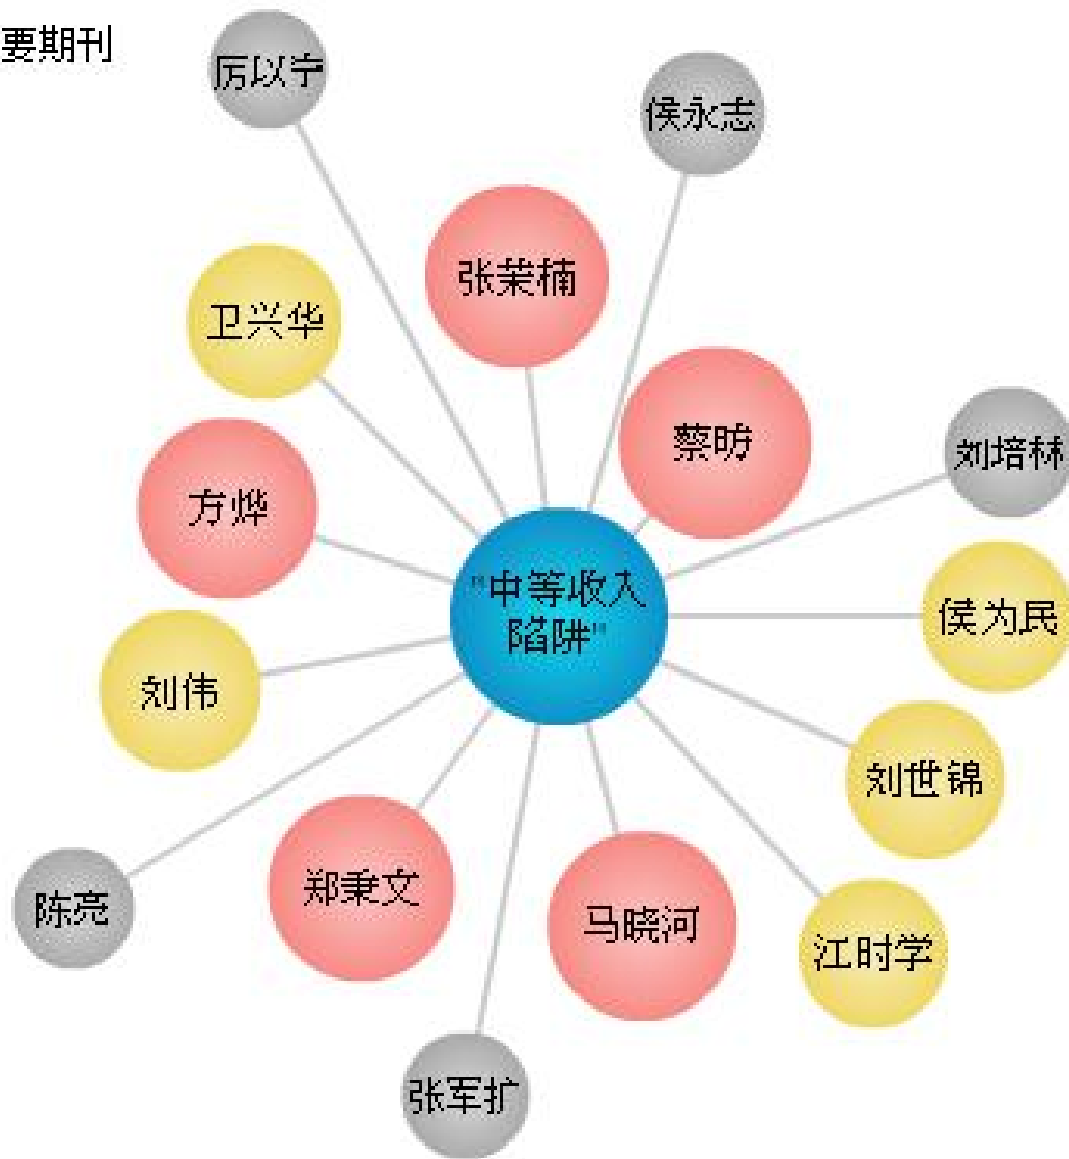 要期刊
厉以宁
侯永志
张荣楠
卫兴华
蔡昉
刘培林
方烨
"中等收入
陷阱"
侯为民
刘伟
刘世锦
郑秉文
陈亮
马晓河
江时学
张军扩